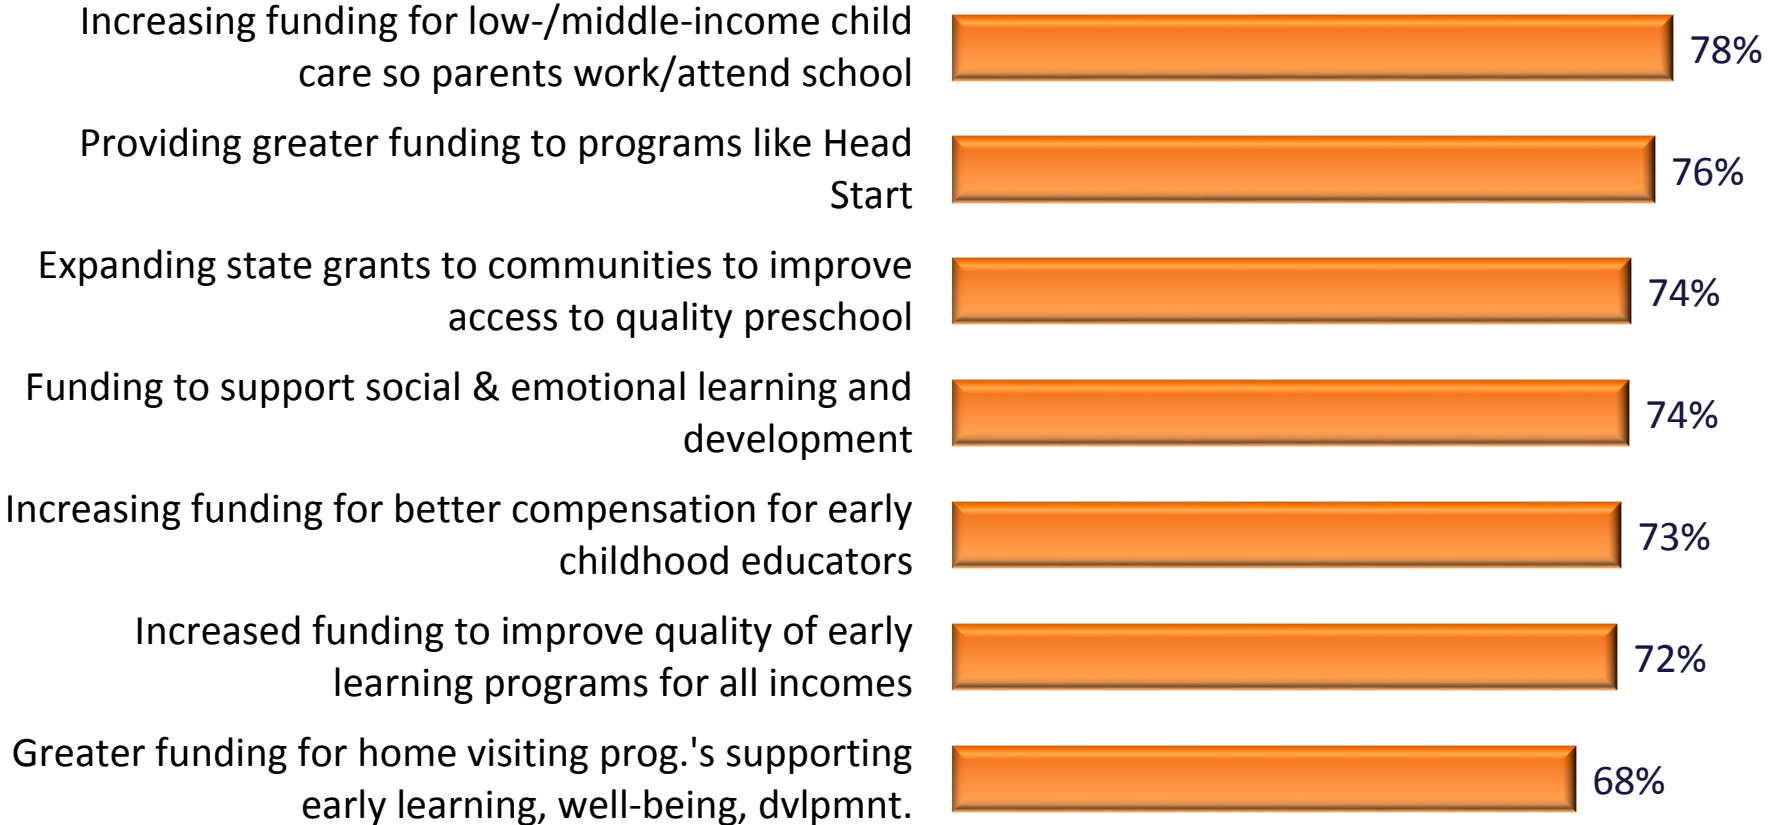 Increasing funding for low-/middle-income child
care so parents work/attend school
78%
Providing greater funding to programs like Head
Start
76%
Expanding state grants to communities to improve
access to quality preschool
74%
Funding to support social & emotional learning and
development
74%
Increasing funding for better compensation for early
childhood educators
73%
Increased funding to improve quality of early
learning programs for all incomes
72%
Greater funding for home visiting prog.'s supporting
early learning, well-being, dvlpmnt.
68%